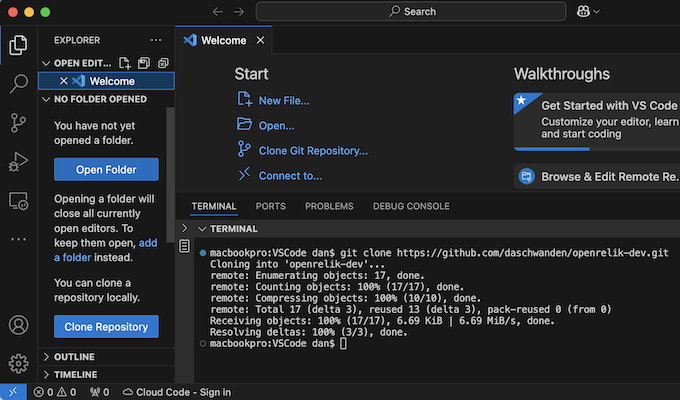 Search
EXPLORER
OPEN EDIT...
Welcome
NO FOLDER OPENED
You have not yet
opened a folder.
Open Folder
Opening a folder will
close all currently
open editors. To
keep them open, add
a folder instead.
You can clone a
repository locally.
Clone Repository
OUTLINE
TIMELINE
Welcome
Start
New File...
Open...
Clone Git Repository...
Connect to...
Walkthroughs
Get Started with VS Code
Customize your editor, learn
and start coding
Browse & Edit Remote Re...
TERMINAL PORTS PROBLEMS DEBUG CONSOLE
TERMINAL
macbookpro:VSCode dan$ git clone https://github.com/daschwanden/openrelik-dev.git
Cloning into 'openrelik-dev'...
remote: Enumerating objects: 17, done.
remote: Counting objects: 100% (17/17), done.
remote: Compressing objects: 100% (10/10), done.
remote: Total 17 (delta 3), reused 13 (delta 3), pack-reused 0 (from 0)
Receiving objects: 100% (17/17), 6.69 KiB | 6.69 MiB/s, done.
Resolving deltas: 100% (3/3), done.
macbookpro:VSCode dan$
0 0 0 Cloud Code - Sign in